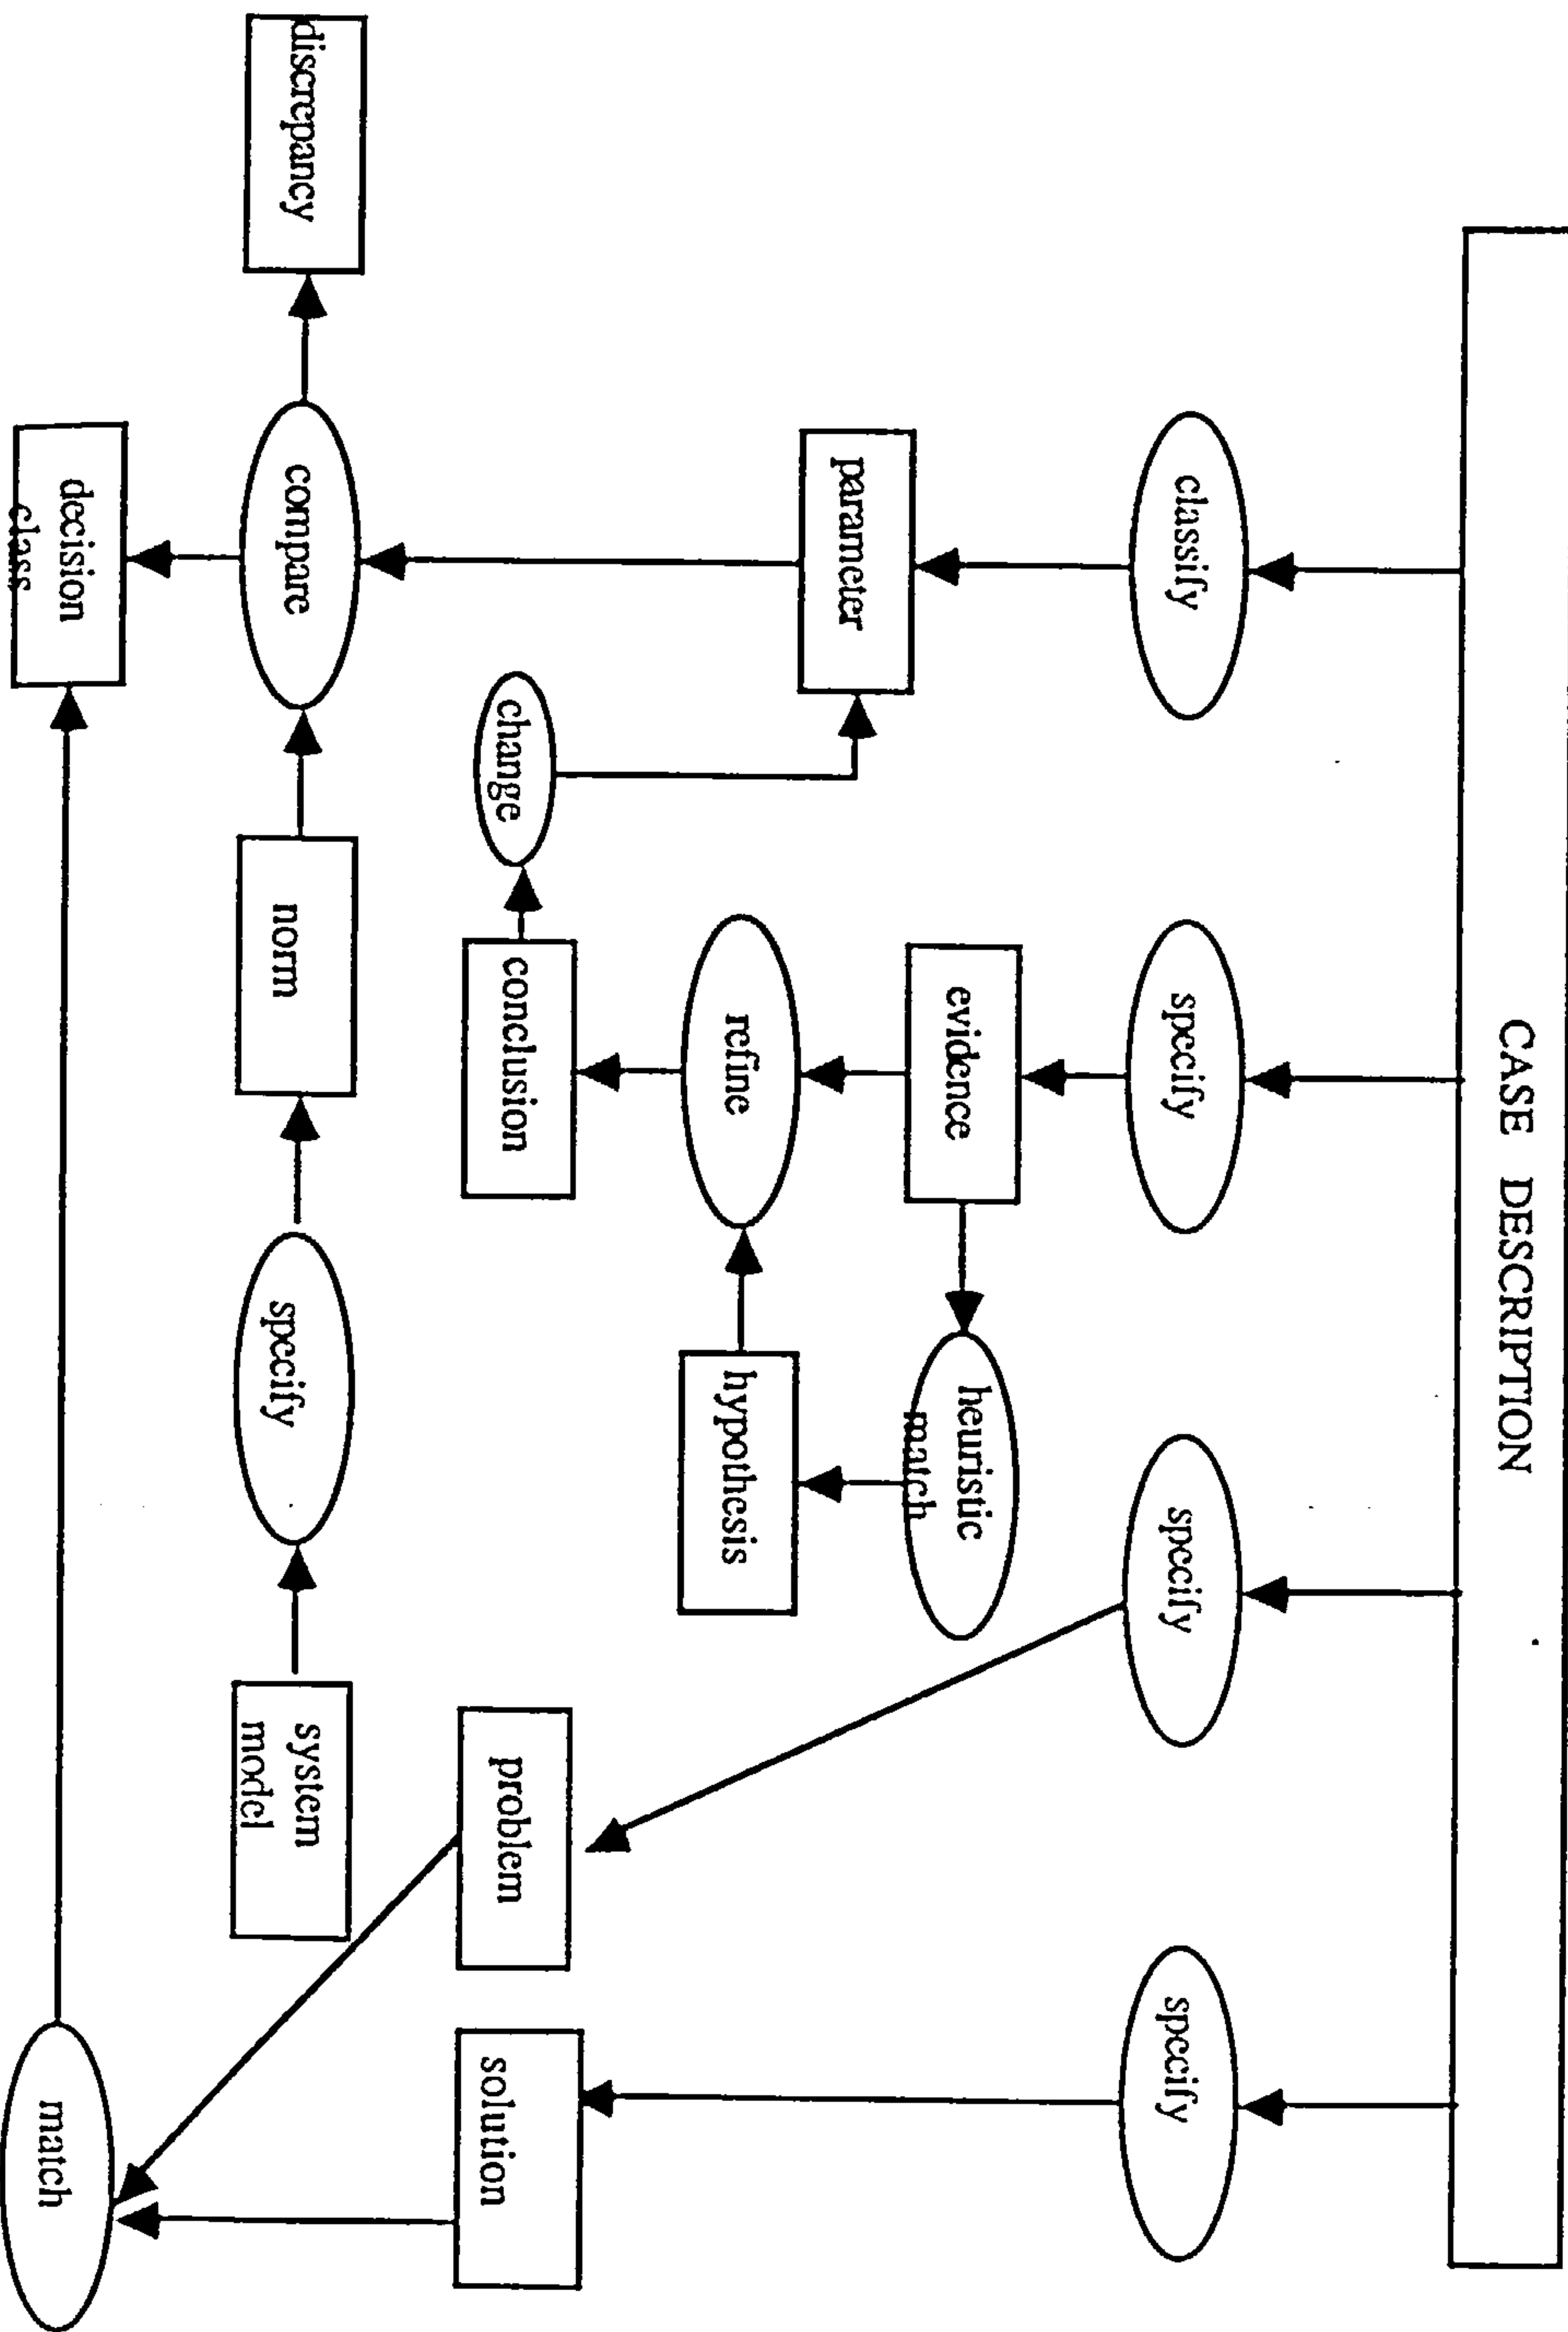 CASE DESCRIPTION
classify
specify
specify
specify
parameter
evidence
heuristic
match
refine
hypothesis
change
conclusion
problem
solution
discrepancy
compare
norm
specify
system
model
decision
class
match